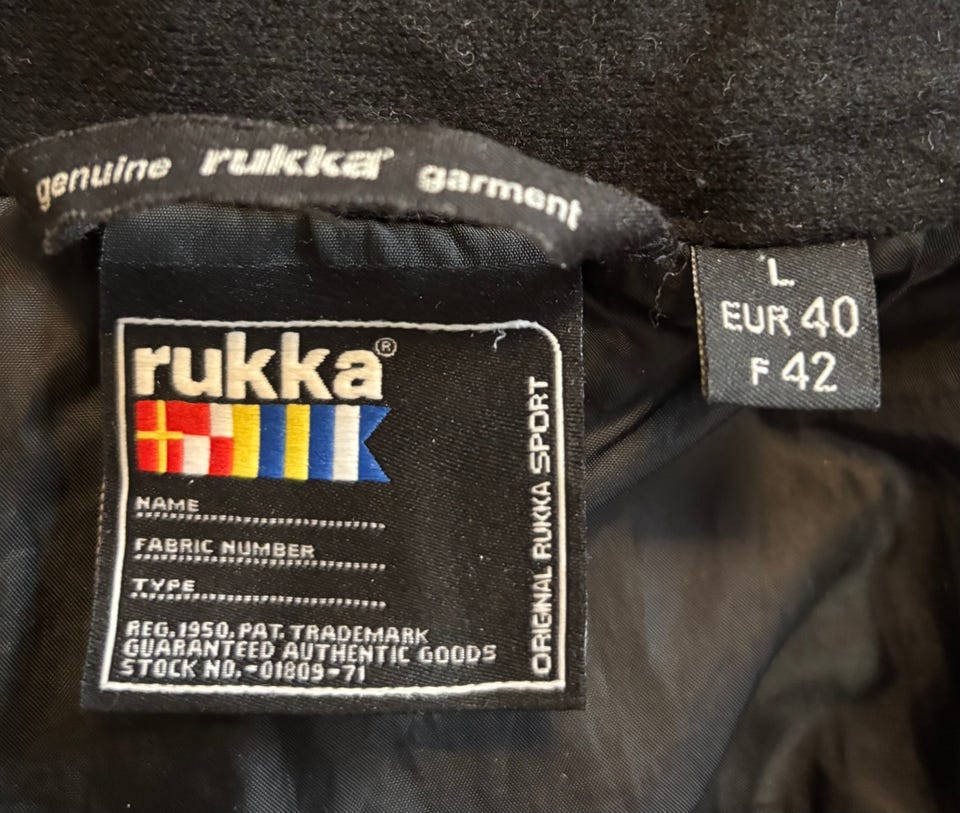 genuine rukka garment
rukka®
NAME
FABRIC NUMBER
TYPE
REG.1950.PAT.TRADEMARK
GUARANTEED AUTHENTIC GOODS
STOCK NO.-01809-71
ORIGINAL RUKKA SPORT
L
EUR 40
F 42